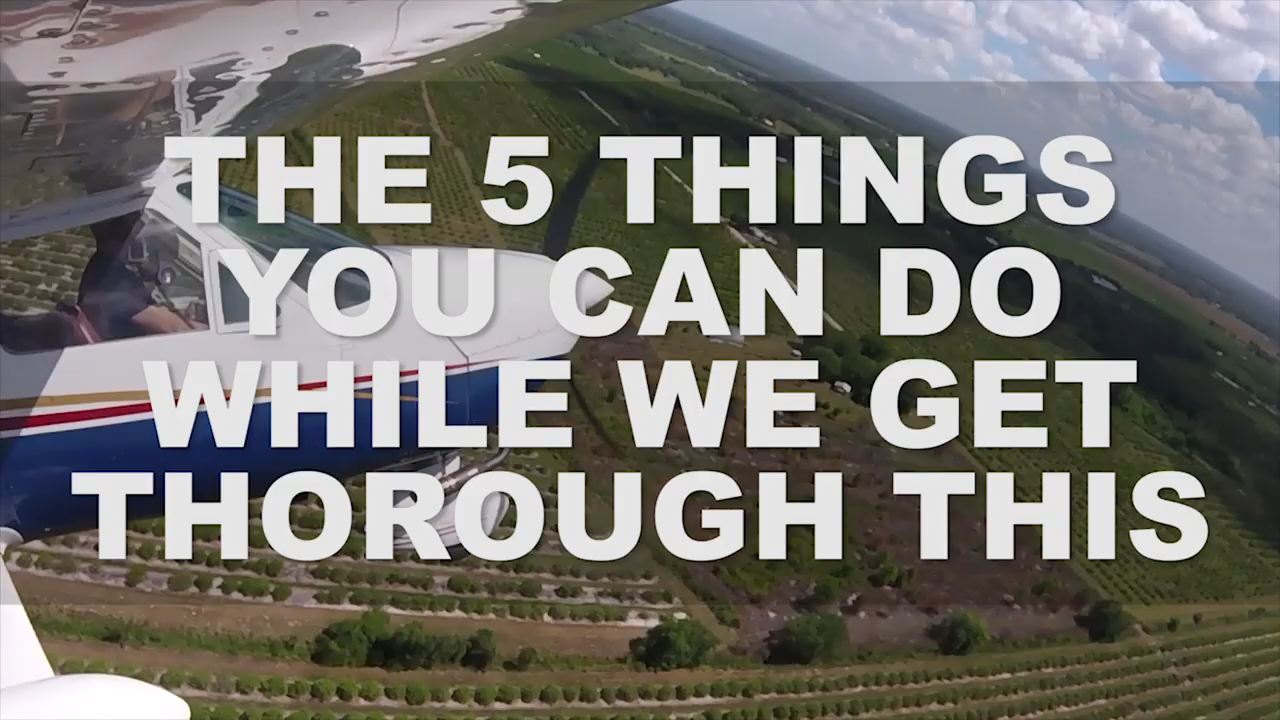 THE 5 THINGS
YOU CAN DO
WHILE WE GET
THOROUGH THIS